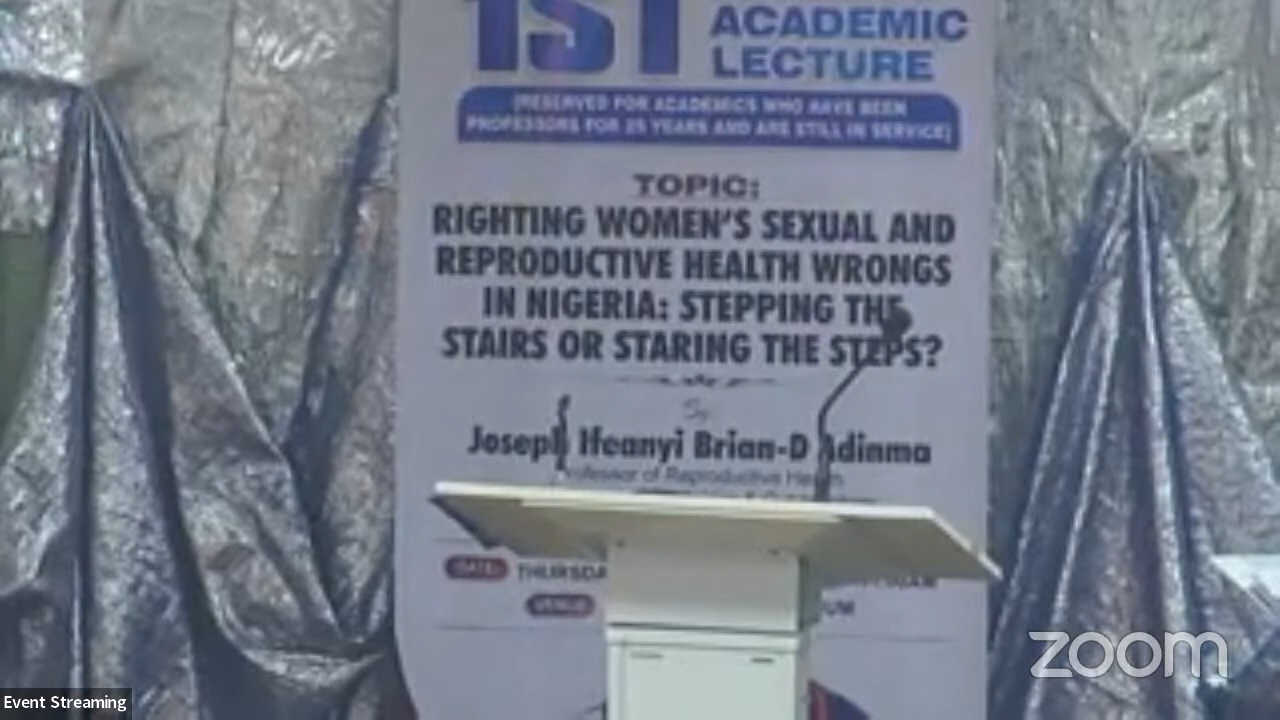 1ST ACADEMIC
LECTURE
(RESERVED FOR ACADEMICS WHO HAVE BEEN
PROFESSORS FOR 25 YEARS AND ARE STILL IN SERVICE)
TOPIC:
RIGHTING WOMEN'S SEXUAL AND
REPRODUCTIVE HEALTH WRONGS
IN NIGERIA: STEPPING THE
STAIRS OR STARING THE STEPS?
By
Joseph Ifeanyi Brian-D Adinma
Professor of Reproductive Health
DATE:
VENUE
zoom
Event Streaming